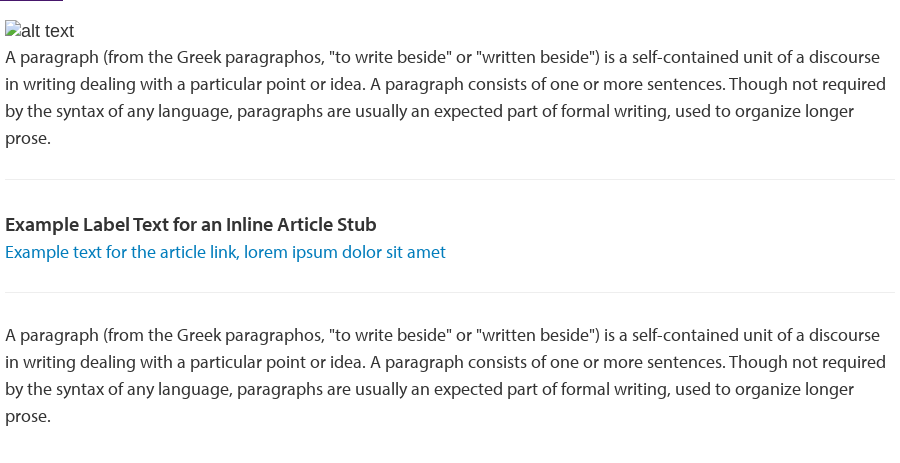 alt text
A paragraph (from the Greek paragraphos, "to write beside" or "written beside") is a self-contained unit of a discourse
in writing dealing with a particular point or idea. A paragraph consists of one or more sentences. Though not required
by the syntax of any language, paragraphs are usually an expected part of formal writing, used to organize longer
prose.
Example Label Text for an Inline Article Stub
Example text for the article link, lorem ipsum dolor sit amet
A paragraph (from the Greek paragraphos, "to write beside" or "written beside") is a self-contained unit of a discourse
in writing dealing with a particular point or idea. A paragraph consists of one or more sentences. Though not required
by the syntax of any language, paragraphs are usually an expected part of formal writing, used to organize longer
prose.